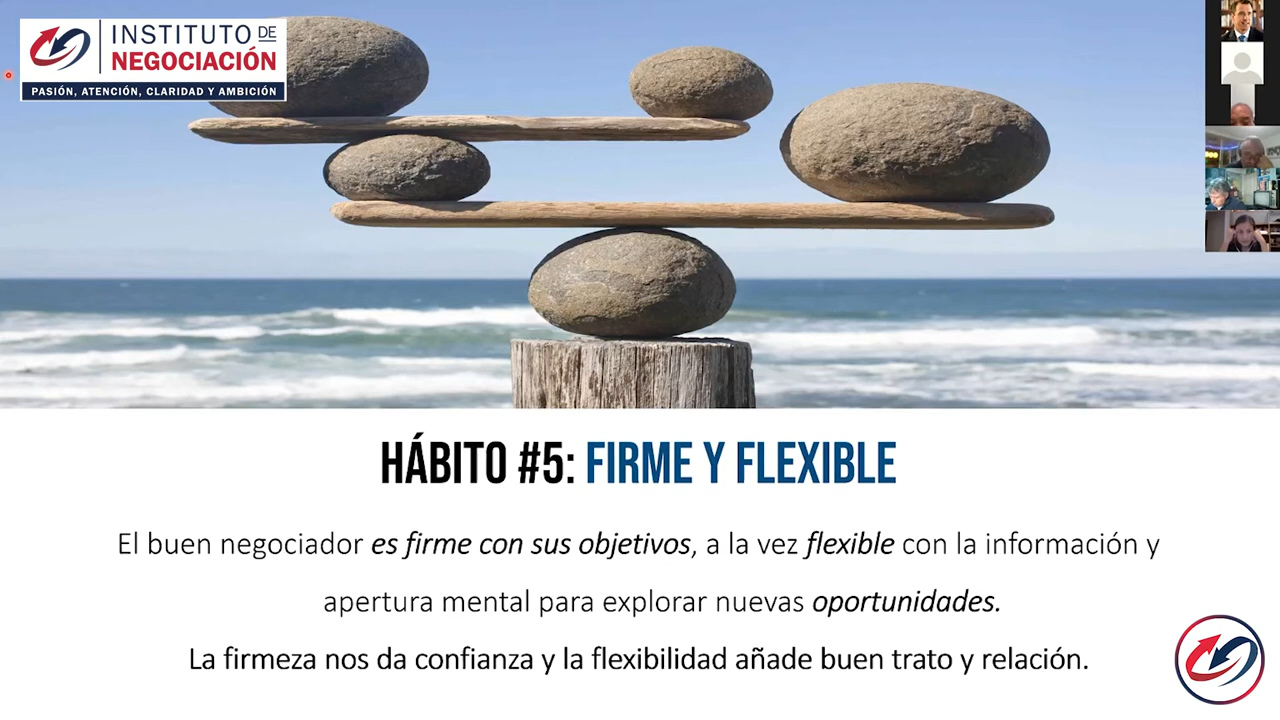 INSTITUTO DE
NEGOCIACIÓN
PASIÓN, ATENCIÓN, CLARIDAD Y AMBICIÓN
HÁBITO #5: FIRME Y FLEXIBLE
El buen negociador es firme con sus objetivos, a la vez flexible con la información y
apertura mental para explorar nuevas oportunidades.
La firmeza nos da confianza y la flexibilidad añade buen trato y relación.